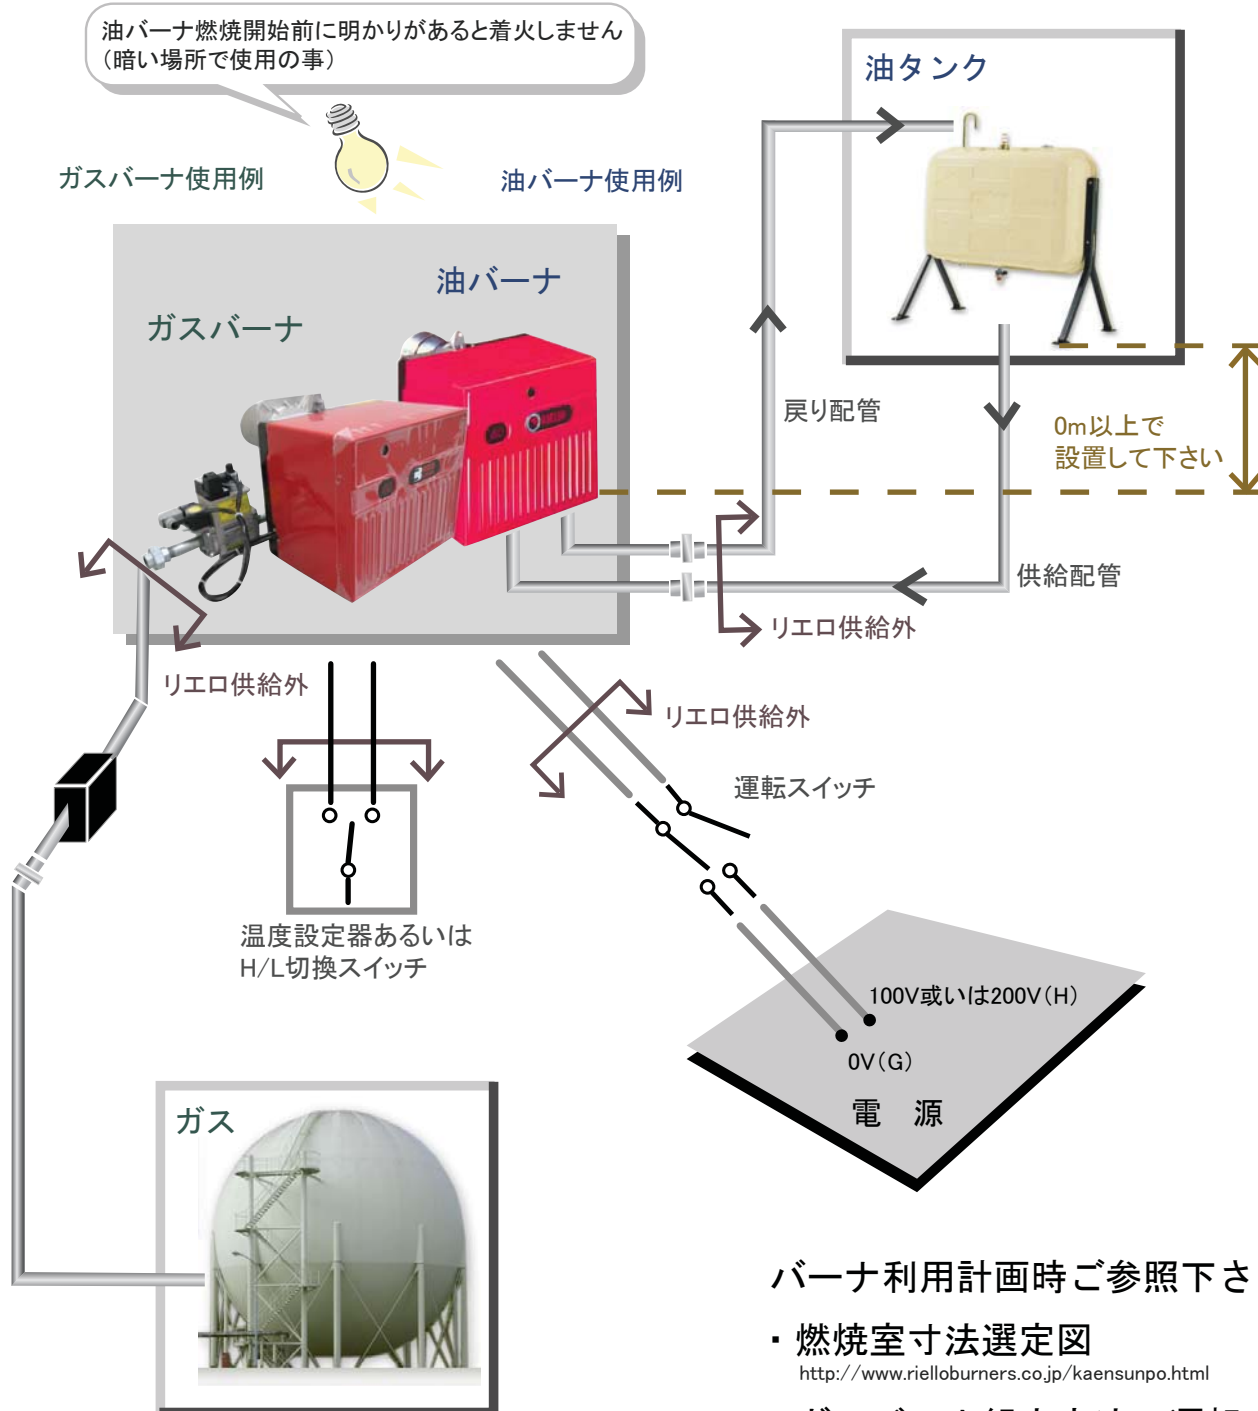 油バーナ燃焼開始前に明かりがあると着火しません
（暗い場所で使用の事）
油タンク
ガスバーナ使用例
油バーナ使用例
油バーナ
ガスバーナ
戻り配管
0m以上で
設置して下さい
供給配管
リエロ供給外
リエロ供給外
リエロ供給外
運転スイッチ
温度設定器あるいは
H/L切換スイッチ
100V或いは200V（H）
0V（G）
電　源
ガス
バーナ利用計画時ご参照下さ
・燃焼室寸法選定図
http://www.rielloburners.co.jp/kaensunpo.html